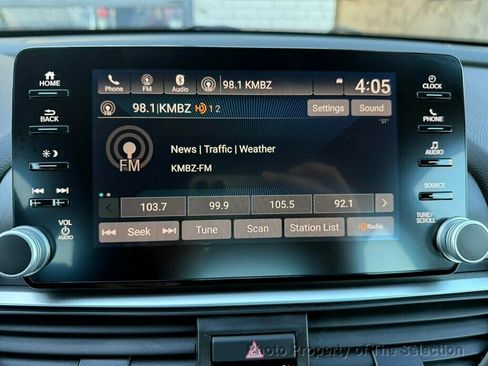 HOME
Phone FM Audio 98.1 KMBZ 4:05
CLOCK
98.1|KMBZ HD 1 2 Settings Sound
BACK
PHONE
News | Traffic | Weather
FM
KMBZ-FM
AUDIO
SOURCE
103.7 99.9 105.5 92.1
VOL
AUDIO
TUNE/
SCROLL
Seek Tune Scan Station List HD Radio
Photo Property of The Selection